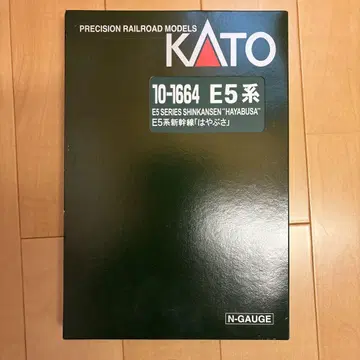 PRECISION RAILROAD MODELS
KATO
10-1664 E5系
E5 SERIES SHINKANSEN "HAYABUSA"
E5系新幹線「はやぶさ」
N-GAUGE